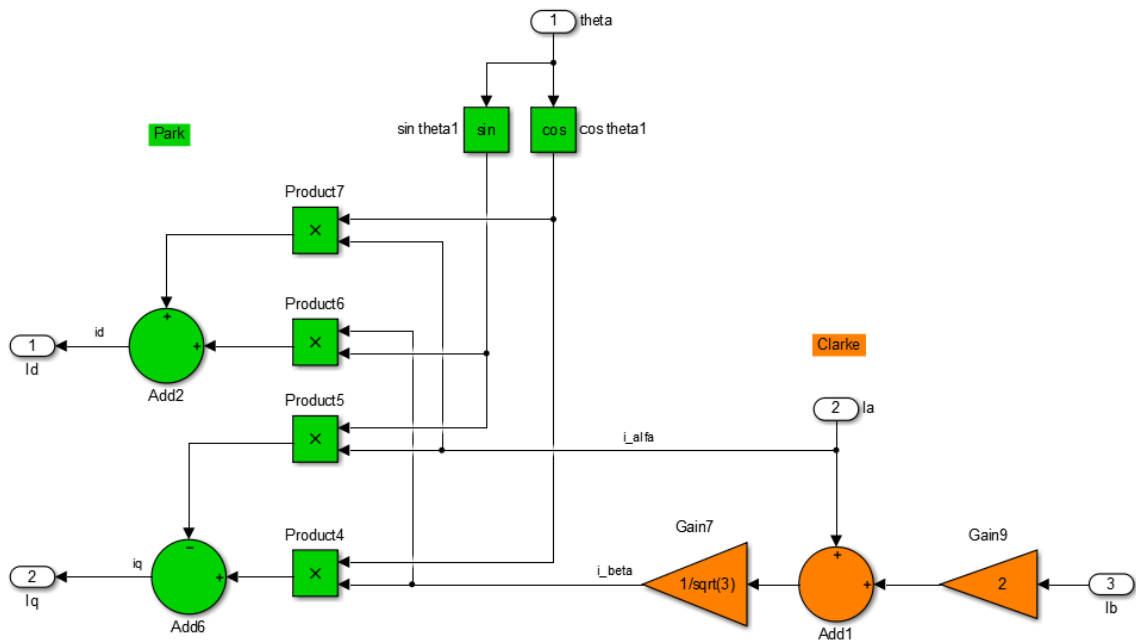 1
theta
Park
sin theta1
sin
cos
cos theta1
Product7
×
+
+
Product6
×
id
1
Id
Add2
Clarke
Product5
×
2
Ia
i_alfa
Product4
×
−
+
iq
2
Iq
Add6
i_beta
Gain7
1/sqrt(3)
+
+
Add1
Gain9
2
3
Ib